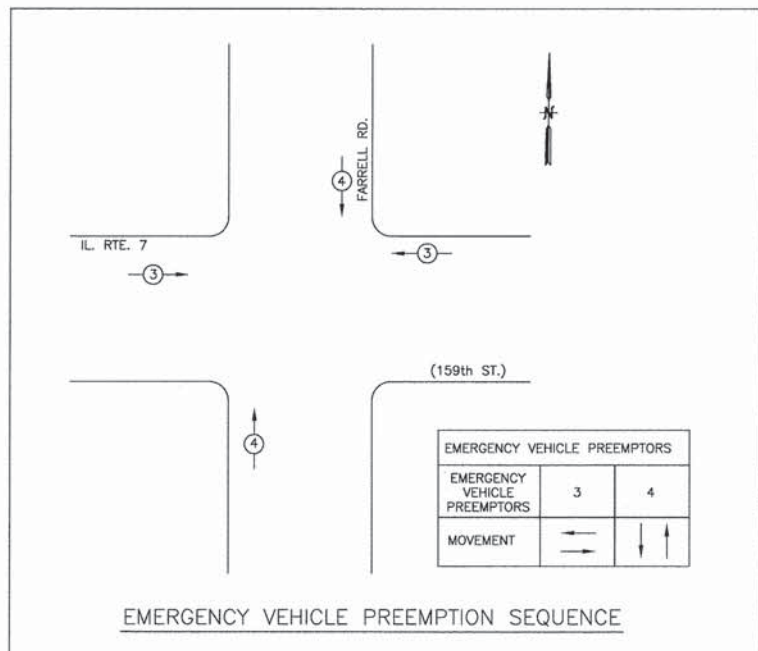 N
FARRELL RD.
4
IL. RTE. 7
3
3
(159th ST.)
4
EMERGENCY VEHICLE PREEMPTORS
EMERGENCY
VEHICLE
PREEMPTORS
3
4
MOVEMENT
EMERGENCY VEHICLE PREEMPTION SEQUENCE